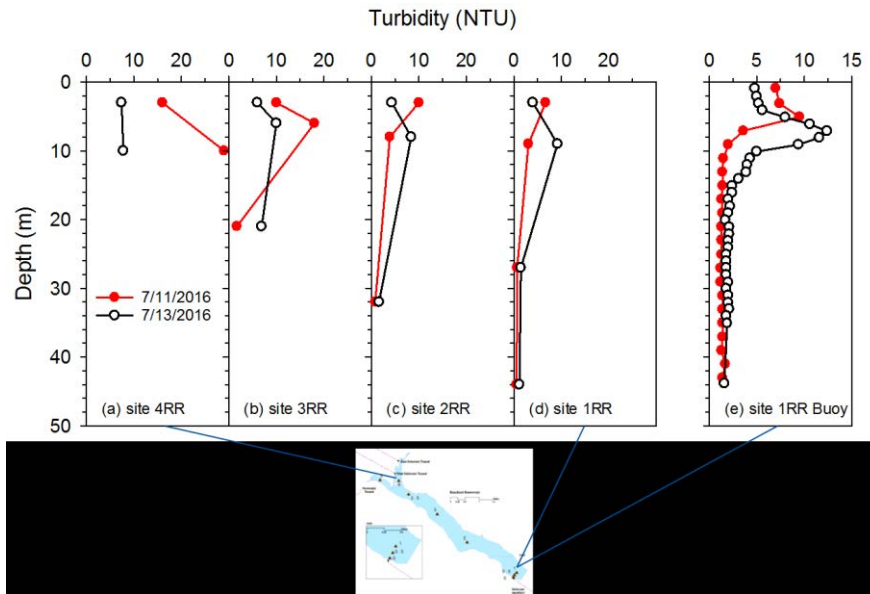 Turbidity (NTU)
0 10 20 0 10 20 0 10 20 0 10 20 0 5 10 15
0
10
20
30
40
50
Depth (m)
7/11/2016
7/13/2016
(a) site 4RR
(b) site 3RR
(c) site 2RR
(d) site 1RR
(e) site 1RR Buoy